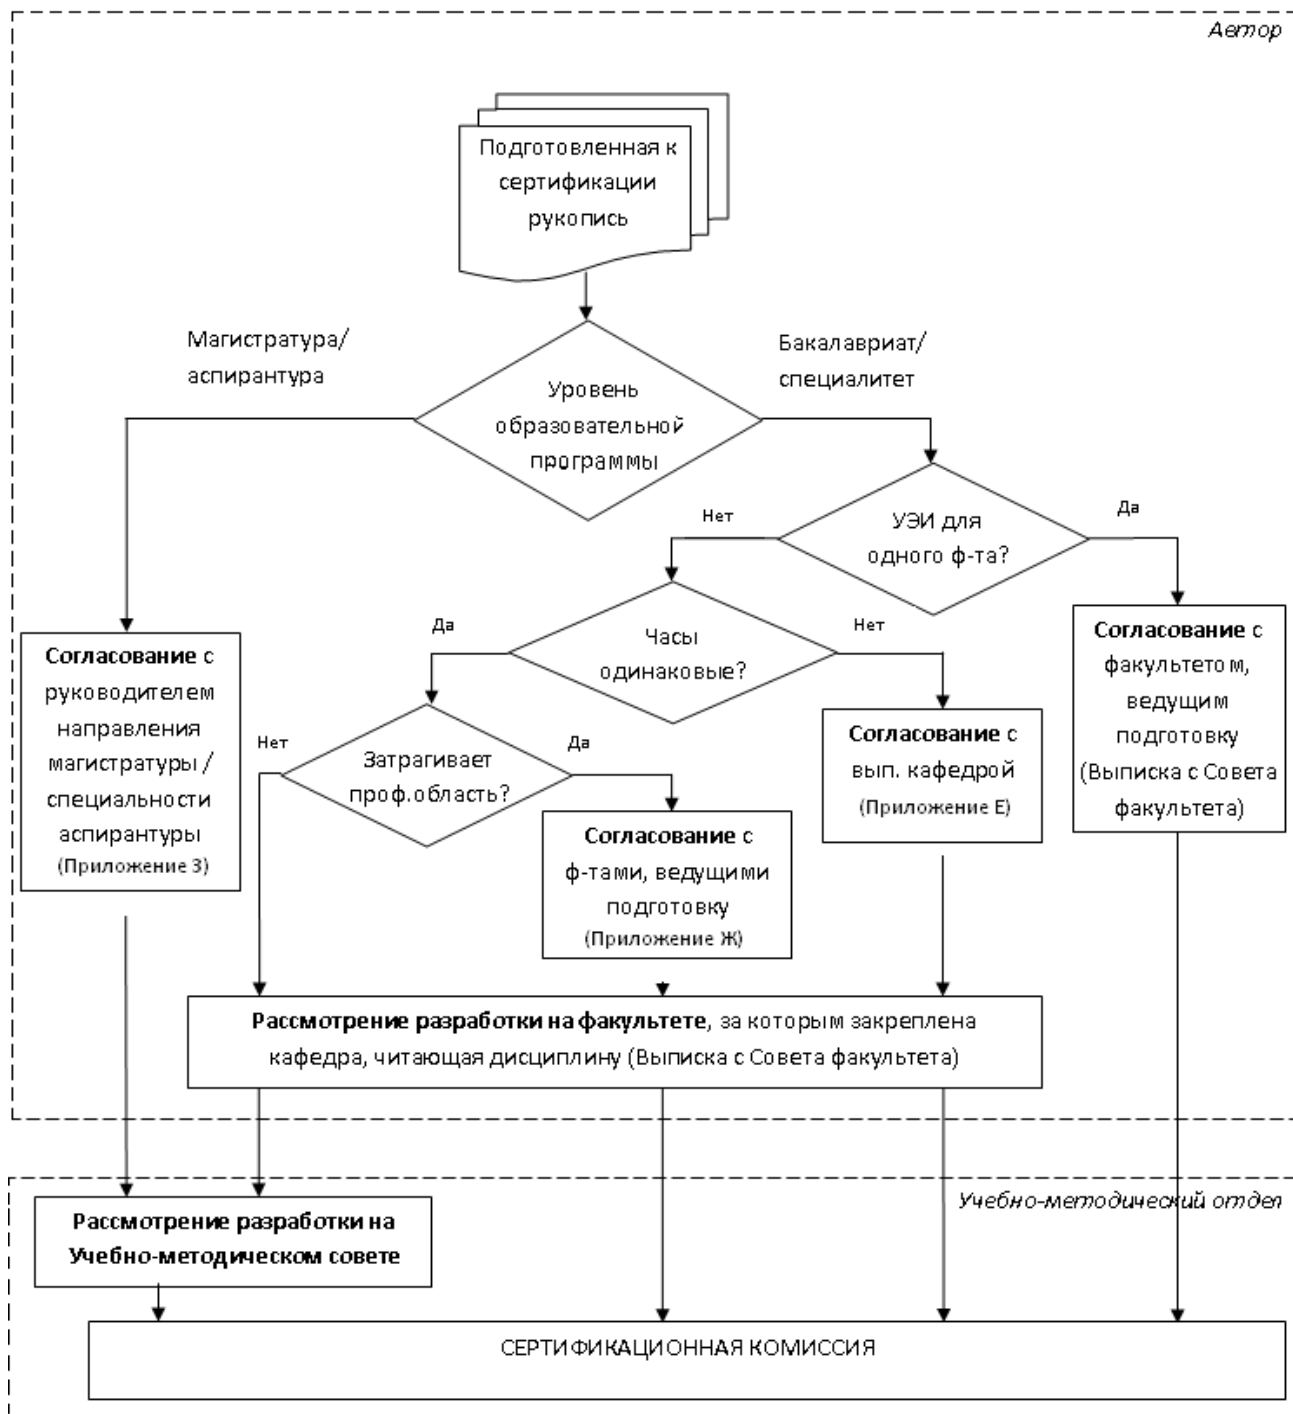 Автор
Подготовленная к
сертификации
рукопись
Магистратура/
аспирантура
Бакалавриат/
специалитет
Уровень
образовательной
программы
УЭИ для
одного ф-та?
Нет
Да
Часы
одинаковые?
Да
Нет
Согласование с
факультетом,
ведущим
подготовку
(Выписка с Совета
факультета)
Согласование с
руководителем
направления
магистратуры /
специальности
аспирантуры
(Приложение З)
Затрагивает
проф.область?
Нет
Да
Согласование с
вып. кафедрой
(Приложение Е)
Согласование с
ф-тами, ведущими
подготовку
(Приложение Ж)
Рассмотрение разработки на факультете, за которым закреплена
кафедра, читающая дисциплину (Выписка с Совета факультета)
Учебно-методический отдел
Рассмотрение разработки на
Учебно-методическом совете
СЕРТИФИКАЦИОННАЯ КОМИССИЯ